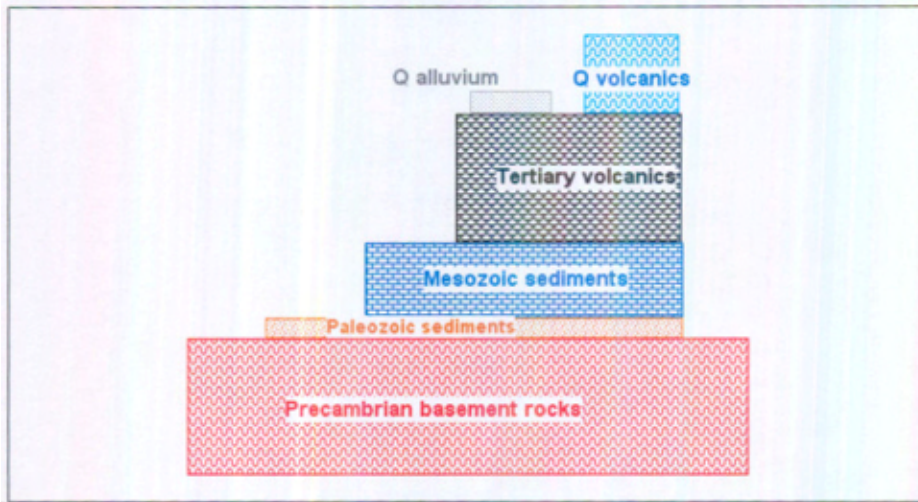 Q alluvium
Q volcanics
Tertiary volcanics
Mesozoic sediments
Paleozoic sediments
Precambrian basement rocks